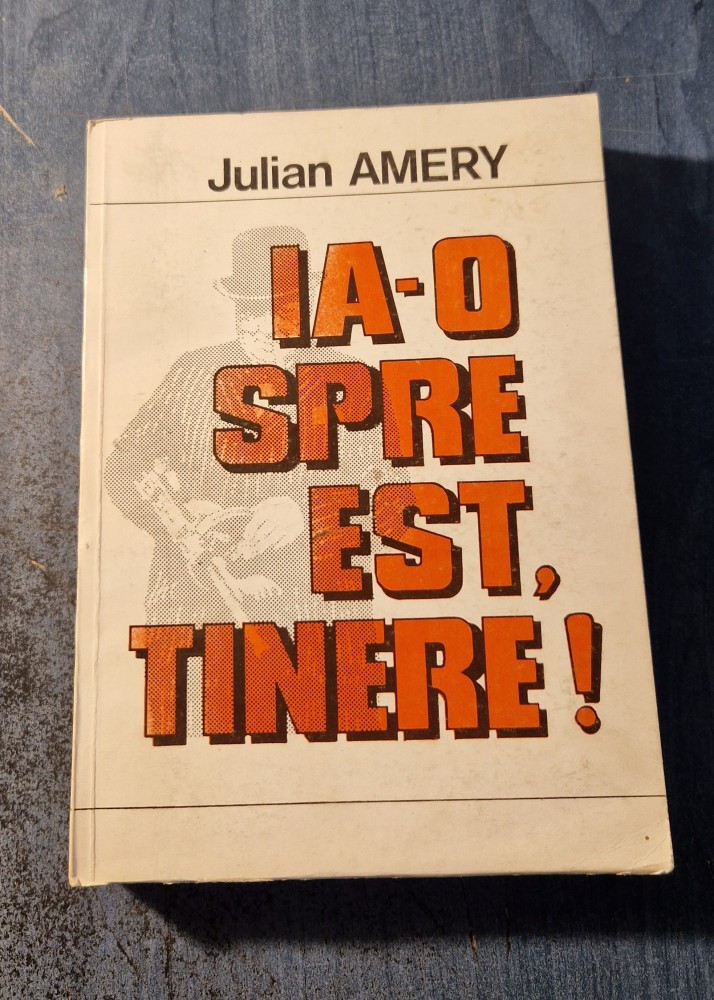 Julian AMERY
IA-O
SPRE
EST,
TINERE!